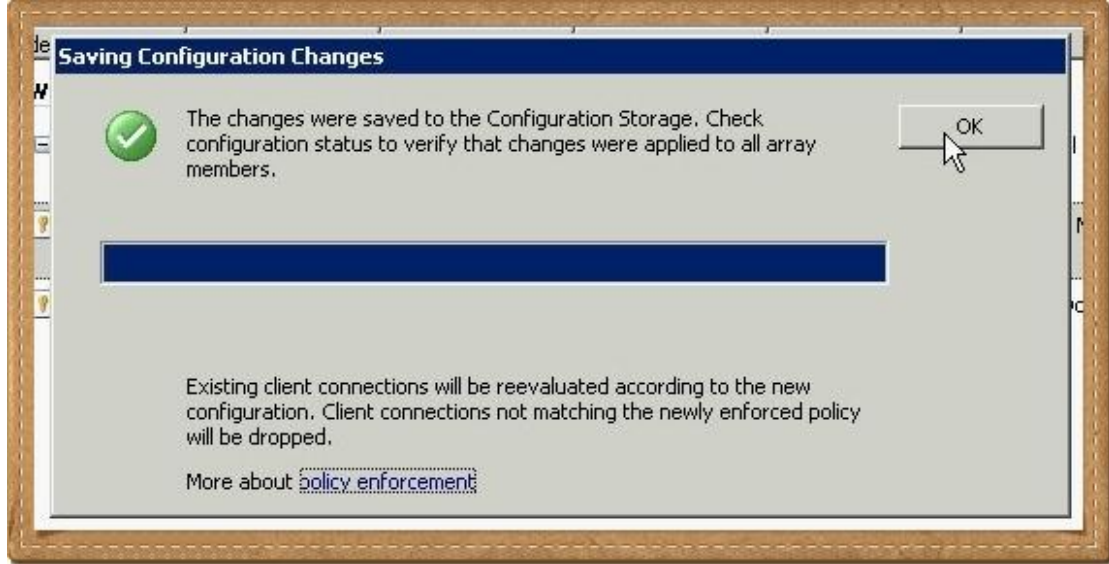 Saving Configuration Changes
The changes were saved to the Configuration Storage. Check
configuration status to verify that changes were applied to all array
members.
OK
Existing client connections will be reevaluated according to the new
configuration. Client connections not matching the newly enforced policy
will be dropped.
More about policy enforcement